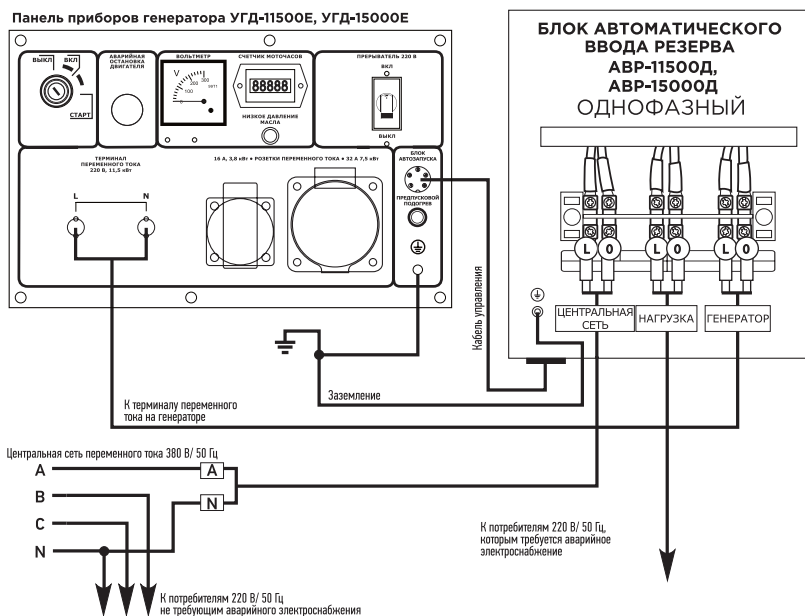 Панель приборов генератора УГД-11500Е, УГД-15000Е
ВЫКЛ
ВКЛ
СТАРТ
АВАРИЙНАЯ
ОСТАНОВКА
ДВИГАТЕЛЯ
ВОЛЬТМЕТР
V
0
100
200
300
СЧЕТЧИК МОТОЧАСОВ
88888
НИЗКОЕ ДАВЛЕНИЕ
МАСЛА
ПРЕРЫВАТЕЛЬ 220 В
ВКЛ
ВЫКЛ
ТЕРМИНАЛ
ПЕРЕМЕННОГО ТОКА
220 В, 11,5 кВт
L
N
16 А, 3,8 кВт ● РОЗЕТКИ ПЕРЕМЕННОГО ТОКА ● 32 А 7,5 кВт
БЛОК
АВТОЗАПУСКА
ПРЕДПУСКОВОЙ
ПОДОГРЕВ
БЛОК АВТОМАТИЧЕСКОГО
ВВОДА РЕЗЕРВА
АВР-11500Д,
АВР-15000Д
ОДНОФАЗНЫЙ
L O L O L O
ЦЕНТРАЛЬНАЯ
СЕТЬ
НАГРУЗКА
ГЕНЕРАТОР
Кабель управления
Заземление
К терминалу переменного
тока на генераторе
Центральная сеть переменного тока 380 В/ 50 Гц
A
A
B
N
C
N
К потребителям 220 В/ 50 Гц,
которым требуется аварийное
электроснабжение
К потребителям 220 В/ 50 Гц
не требующим аварийного электроснабжения